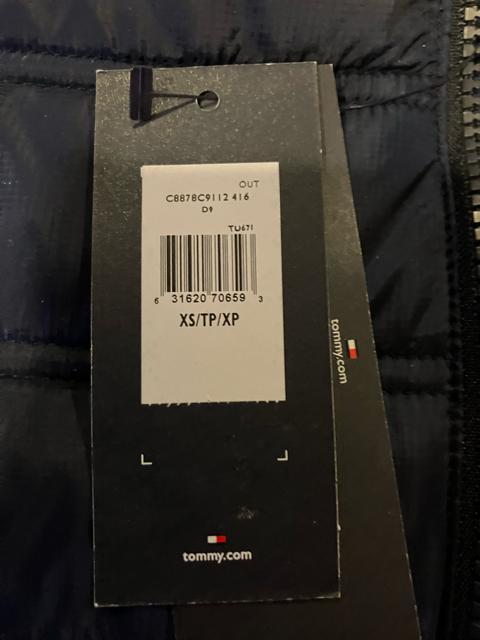 OUT
C8878C9112 416
D9
TU671
6 31620 70659 3
XS/TP/XP
tommy.com
tommy.com